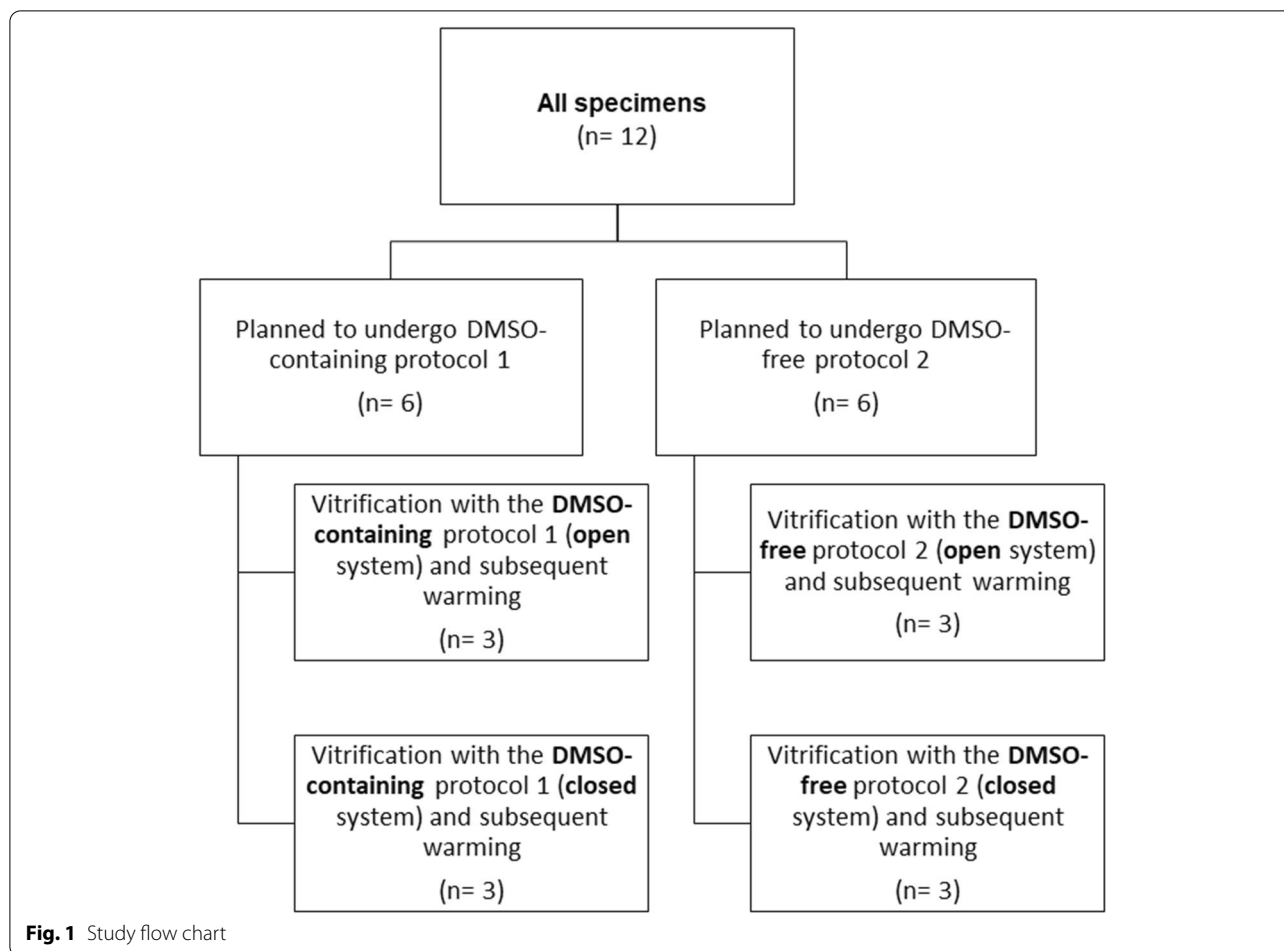 All specimens
(n= 12)
Planned to undergo DMSO-
containing protocol 1
(n= 6)
Planned to undergo DMSO-
free protocol 2
(n= 6)
Vitrification with the DMSO-
containing protocol 1 (open
system) and subsequent
warming
(n= 3)
Vitrification with the DMSO-
free protocol 2 (open system)
and subsequent warming
(n= 3)
Vitrification with the DMSO-
containing protocol 1 (closed
system) and subsequent
warming
(n= 3)
Vitrification with the DMSO-
free protocol 2 (closed
system) and subsequent
warming
(n= 3)
Fig. 1 Study flow chart